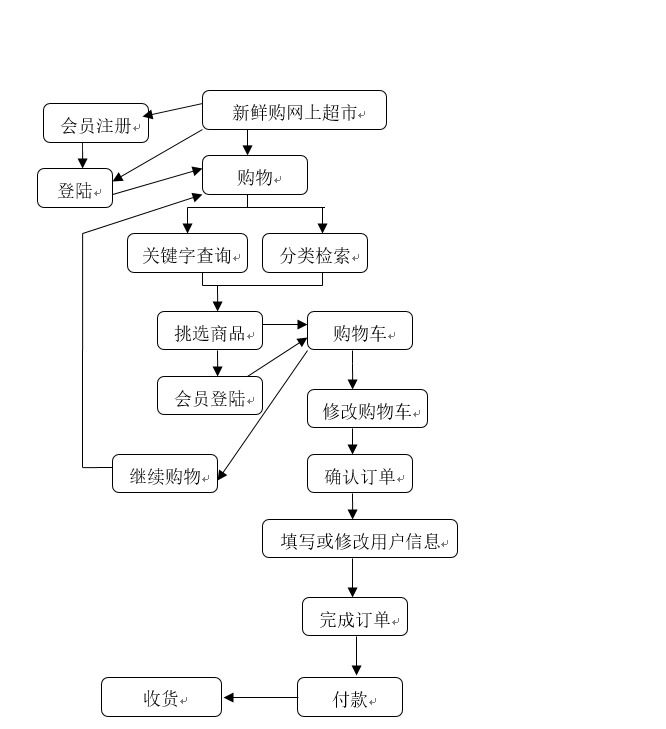 新鲜购网上超市
会员注册
购物
登陆
关键字查询
分类检索
挑选商品
购物车
会员登陆
修改购物车
继续购物
确认订单
填写或修改用户信息
完成订单
收货
付款